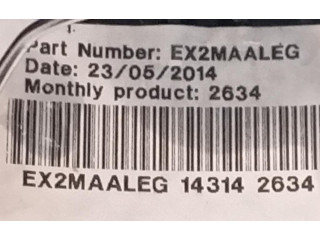 Part Number: EX2MAALEG
Date: 23/05/2014
Monthly product: 2634
EX2MAALEG 14314 2634